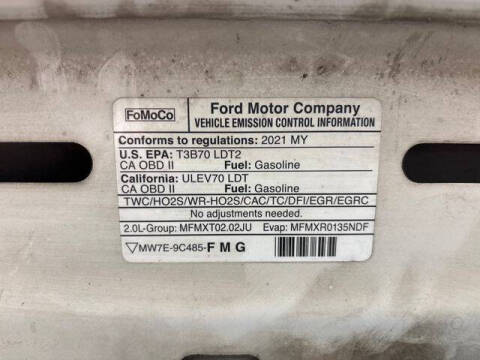 FoMoCo
Ford Motor Company
VEHICLE EMISSION CONTROL INFORMATION
Conforms to regulations: 2021 MY
U.S. EPA: T3B70 LDT2
CA OBD II Fuel: Gasoline
California: ULEV70 LDT
CA OBD II Fuel: Gasoline
TWC/HO2S/WR-HO2S/CAC/TC/DFI/EGR/EGRC
No adjustments needed.
2.0L-Group: MFMXT02.02JU Evap: MFMXR0135NDF
MW7E-9C485-FMG